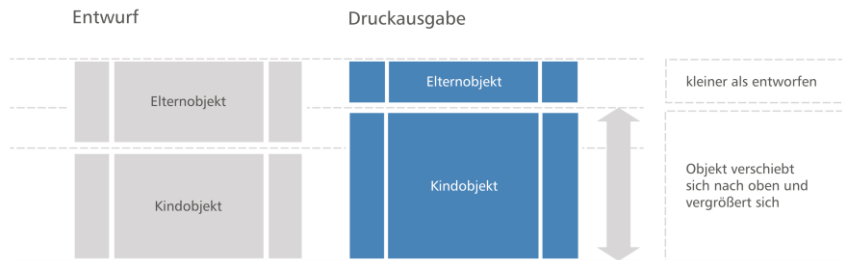 Entwurf
Druckausgabe
Elternobjekt
Elternobjekt
kleiner als entworfen
Kindobjekt
Kindobjekt
Objekt verschiebt
sich nach oben und
vergrößert sich